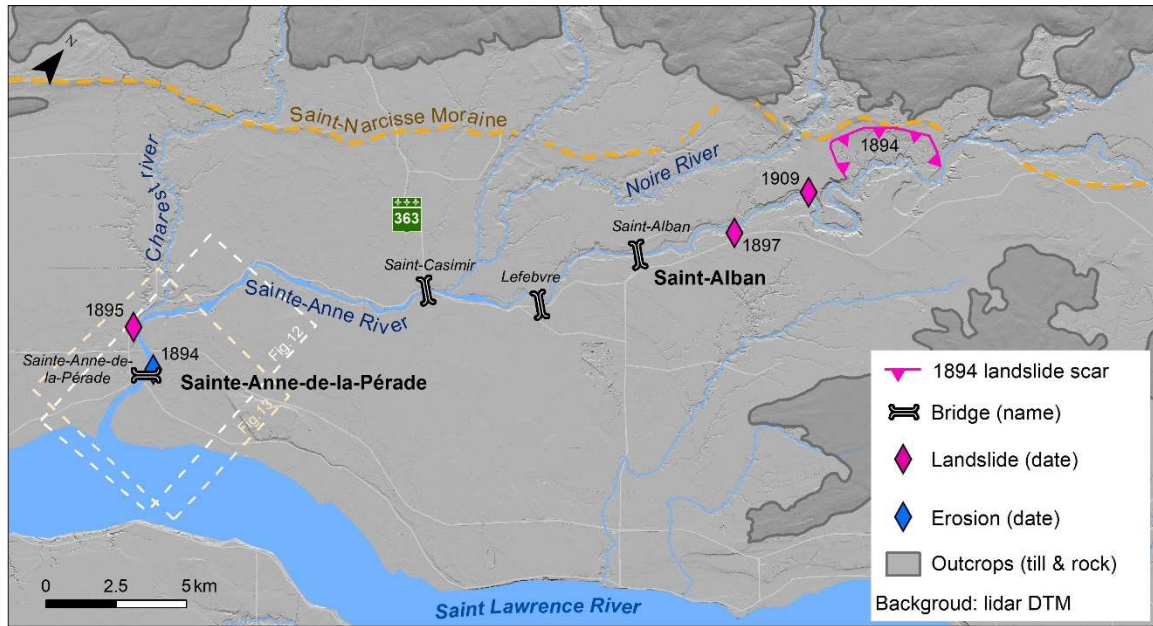 N
Saint-Narcisse Moraine
1894
Charest river
Noire River
1909
363
Saint-Alban
1897
Saint-Casimir
Lefebvre
Saint-Alban
Sainte-Anne River
1895
1894
Sainte-Anne-de-
la-Pérade
Sainte-Anne-de-la-Pérade
Fig.12
Fig.13
1894 landslide scar
Bridge (name)
Landslide (date)
Erosion (date)
Outcrops (till & rock)
Backgroud: lidar DTM
0 2.5 5 km
Saint Lawrence River